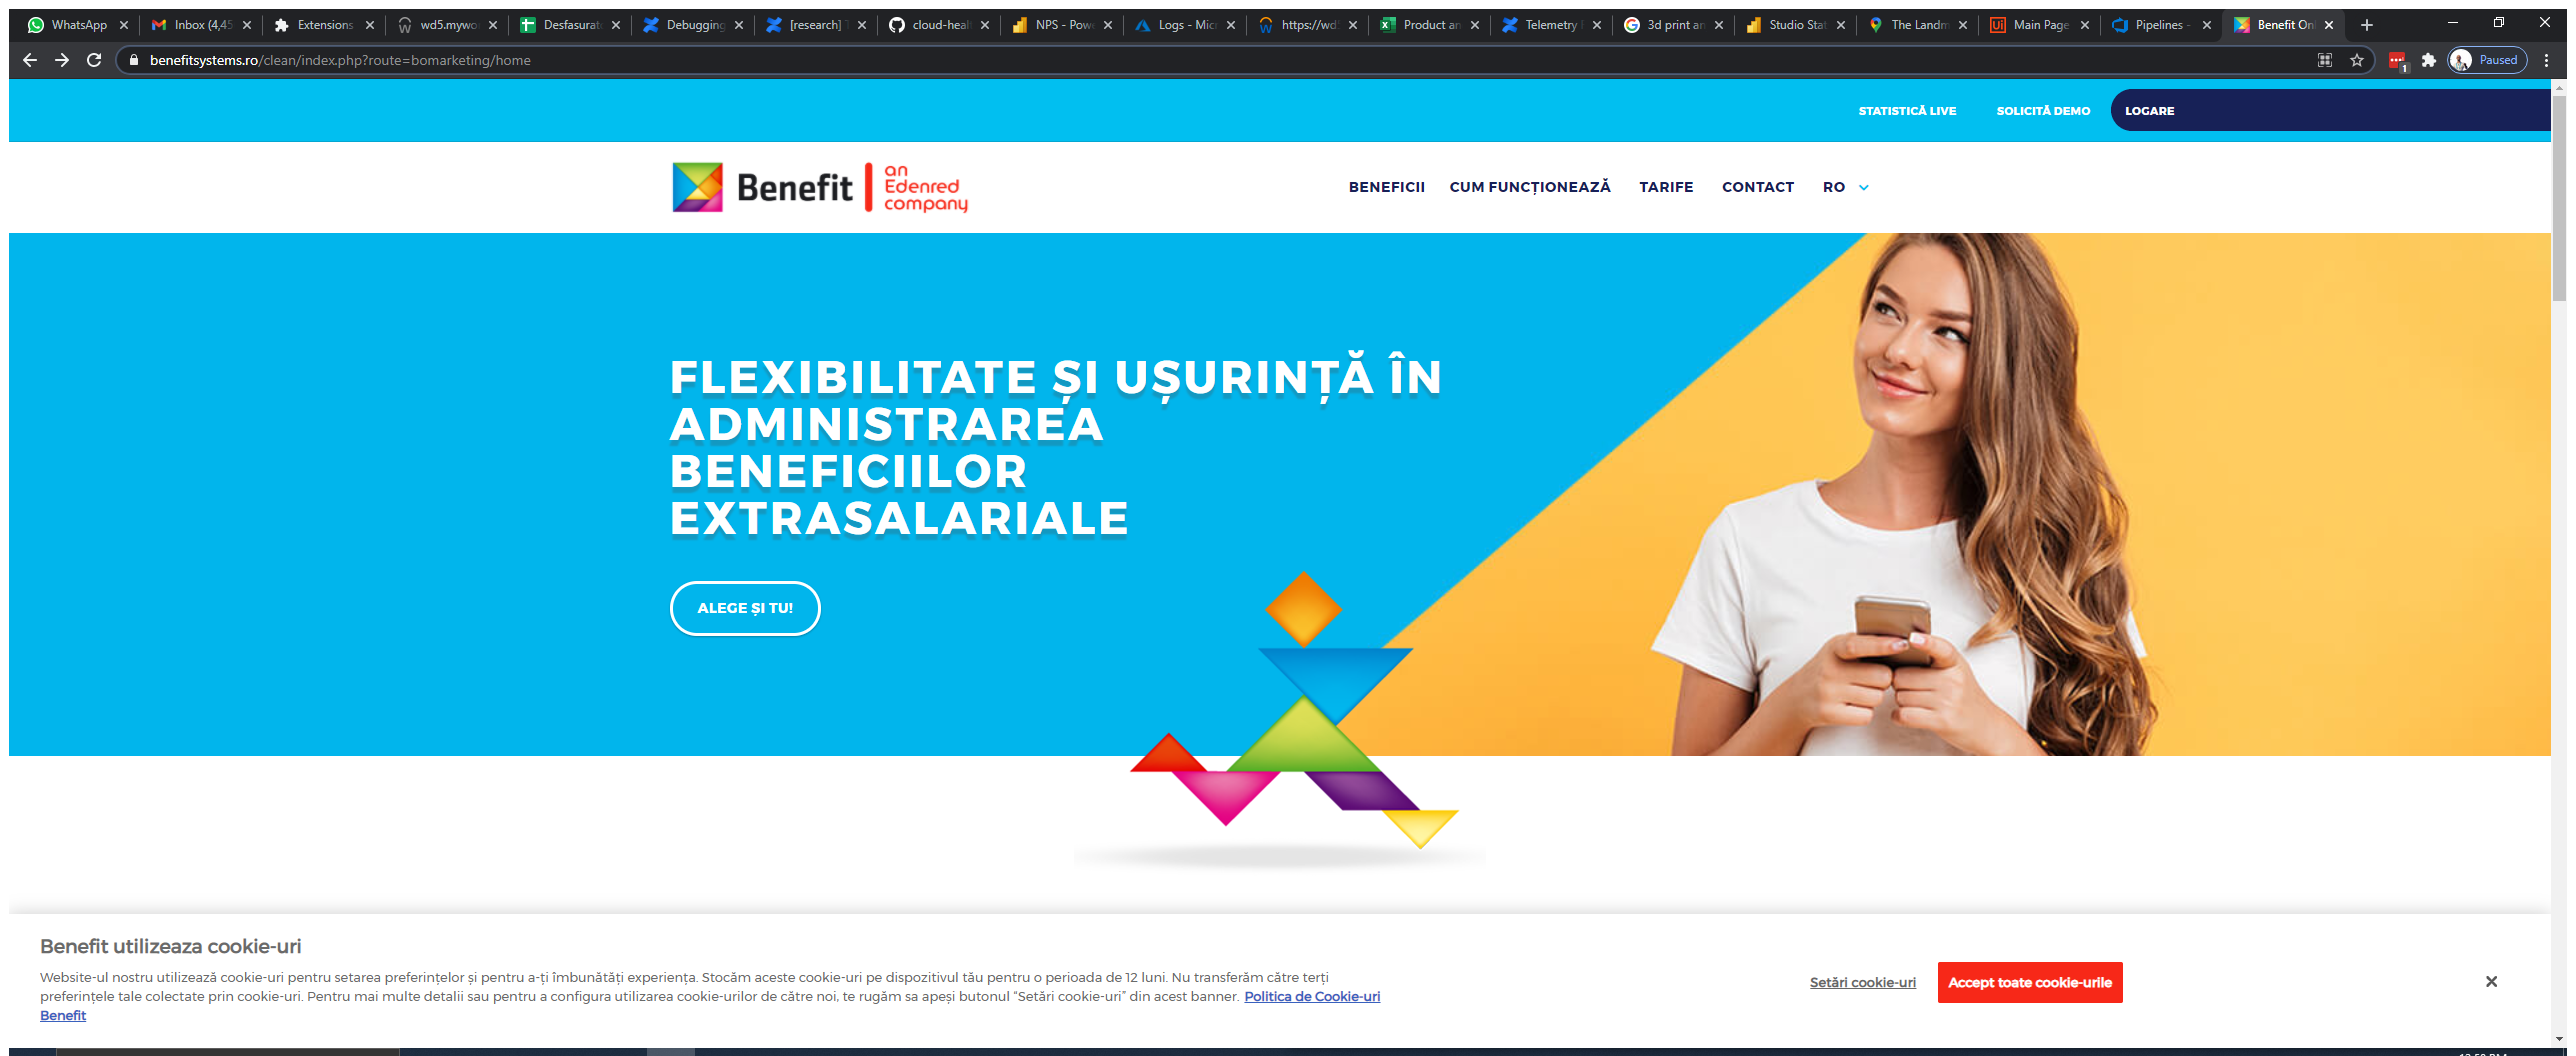 WhatsApp
Inbox (4,45
Extensions
wd5.mywo
Desfasurat
Debugging
[research]
cloud-heal
NPS - Pow
Logs - Mic
https://wd
Product an
Telemetry
3d print an
Studio Stat
The Landm
Main Page
Pipelines -
Benefit Onl
benefitsystems.ro/clean/index.php?route=bomarketing/home
Paused
1
STATISTICĂ LIVE
SOLICITĂ DEMO
LOGARE
Benefit
an
Edenred
company
BENEFICII
CUM FUNCȚIONEAZĂ
TARIFE
CONTACT
RO
FLEXIBILITATE ȘI UȘURINȚĂ ÎN
ADMINISTRAREA
BENEFICIILOR
EXTRASALARIALE
ALEGE ȘI TU!
Benefit utilizeaza cookie-uri
Website-ul nostru utilizează cookie-uri pentru setarea preferințelor și pentru a-ți îmbunătăți experiența. Stocăm aceste cookie-uri pe dispozitivul tău pentru o perioada de 12 luni. Nu transferăm către terți
preferințele tale colectate prin cookie-uri. Pentru mai multe detalii sau pentru a configura utilizarea cookie-urilor de către noi, te rugăm sa apeși butonul “Setări cookie-uri” din acest banner. Politica de Cookie-uri
Benefit
Setări cookie-uri
Accept toate cookie-urile